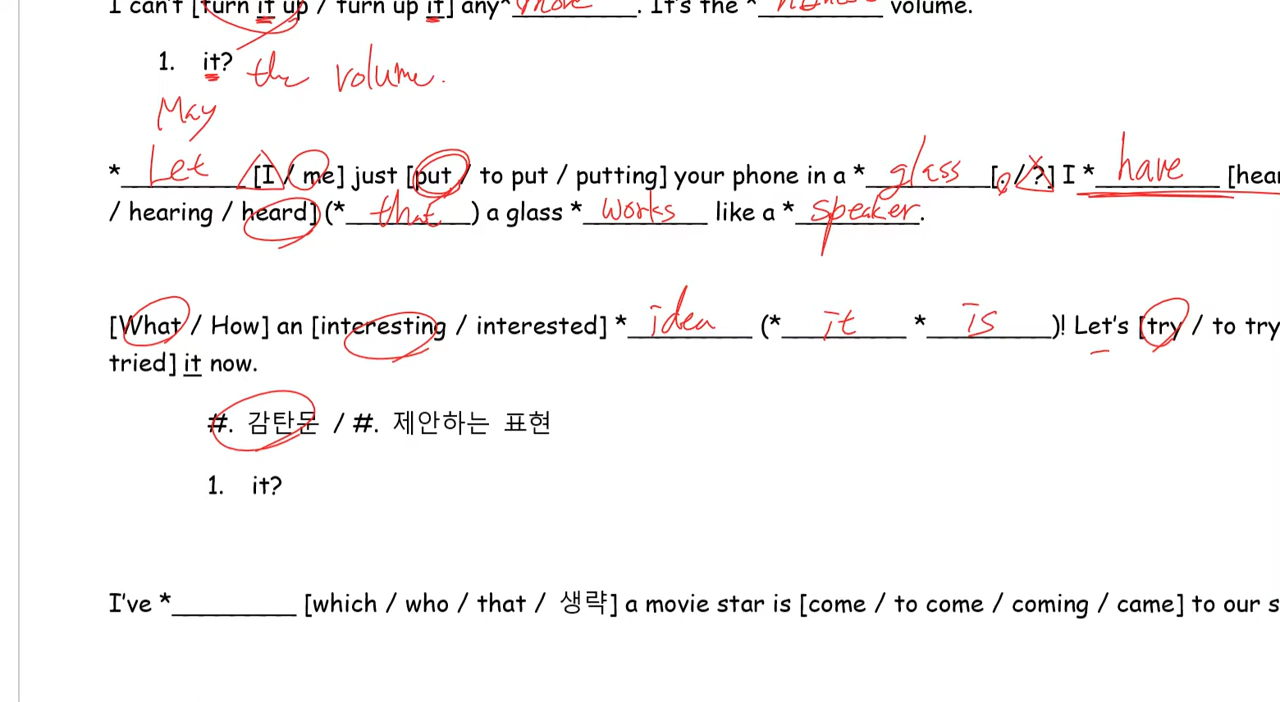 I can't [turn it up / turn up it] any* more. It's the * volume.
1. it? the volume.
May
* Let [I / me] just [put / to put / putting] your phone in a * glass [. / ?] I * have [hear
/ hearing / heard] (* that ) a glass * works like a * speaker.
[What / How] an [interesting / interested] * idea (* it * is )! Let's [try / to try
tried] it now.
#. 감탄문 / #. 제안하는 표현
1. it?
I've *__________ [which / who / that / 생략] a movie star is [come / to come / coming / came] to our s